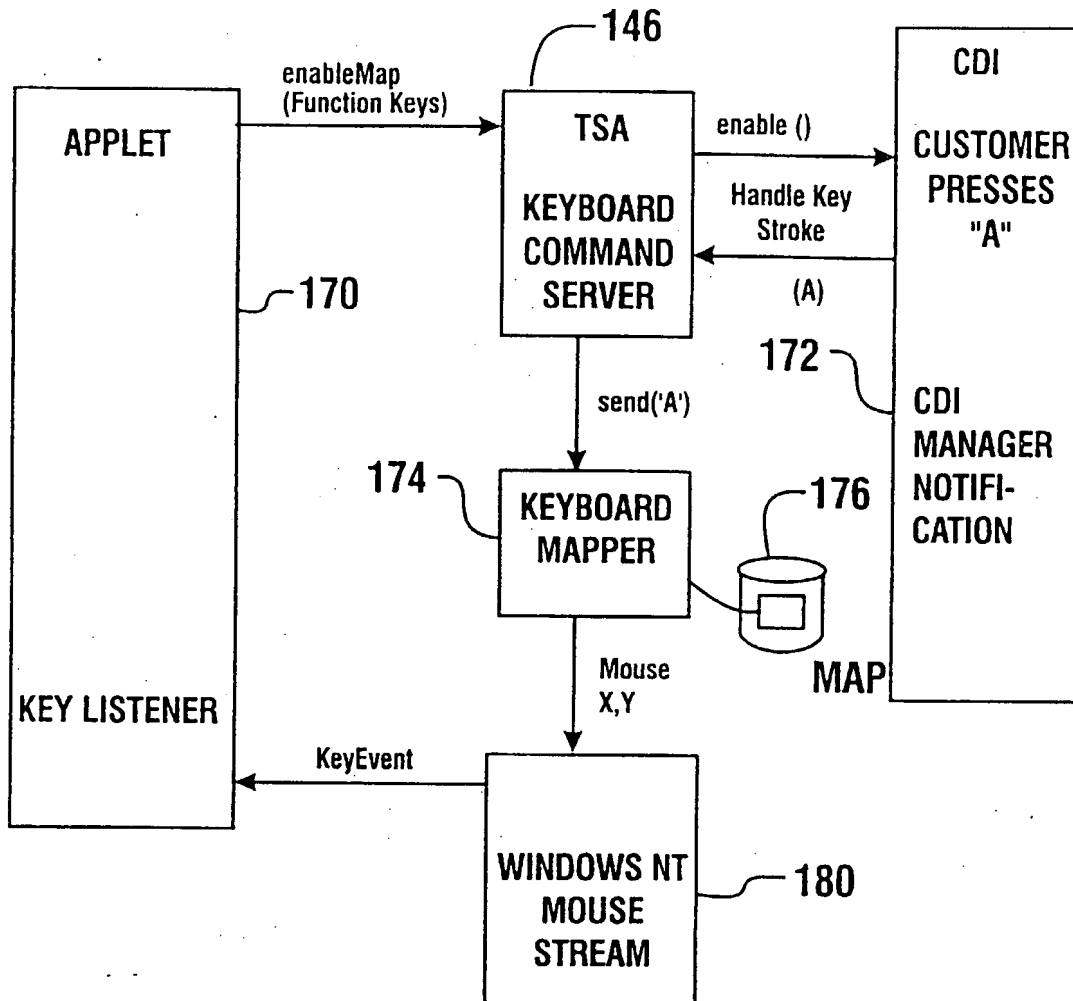 146
CDI
enableMap
(Function Keys)
APPLET
TSA
enable ()
CUSTOMER
PRESSES
"A"
KEYBOARD
COMMAND
SERVER
Handle Key
Stroke
(A)
170
172
send('A')
CDI
MANAGER
NOTIFI-
CATION
174
KEYBOARD
MAPPER
176
Mouse
X,Y
MAP
KEY LISTENER
KeyEvent
WINDOWS NT
MOUSE
STREAM
180